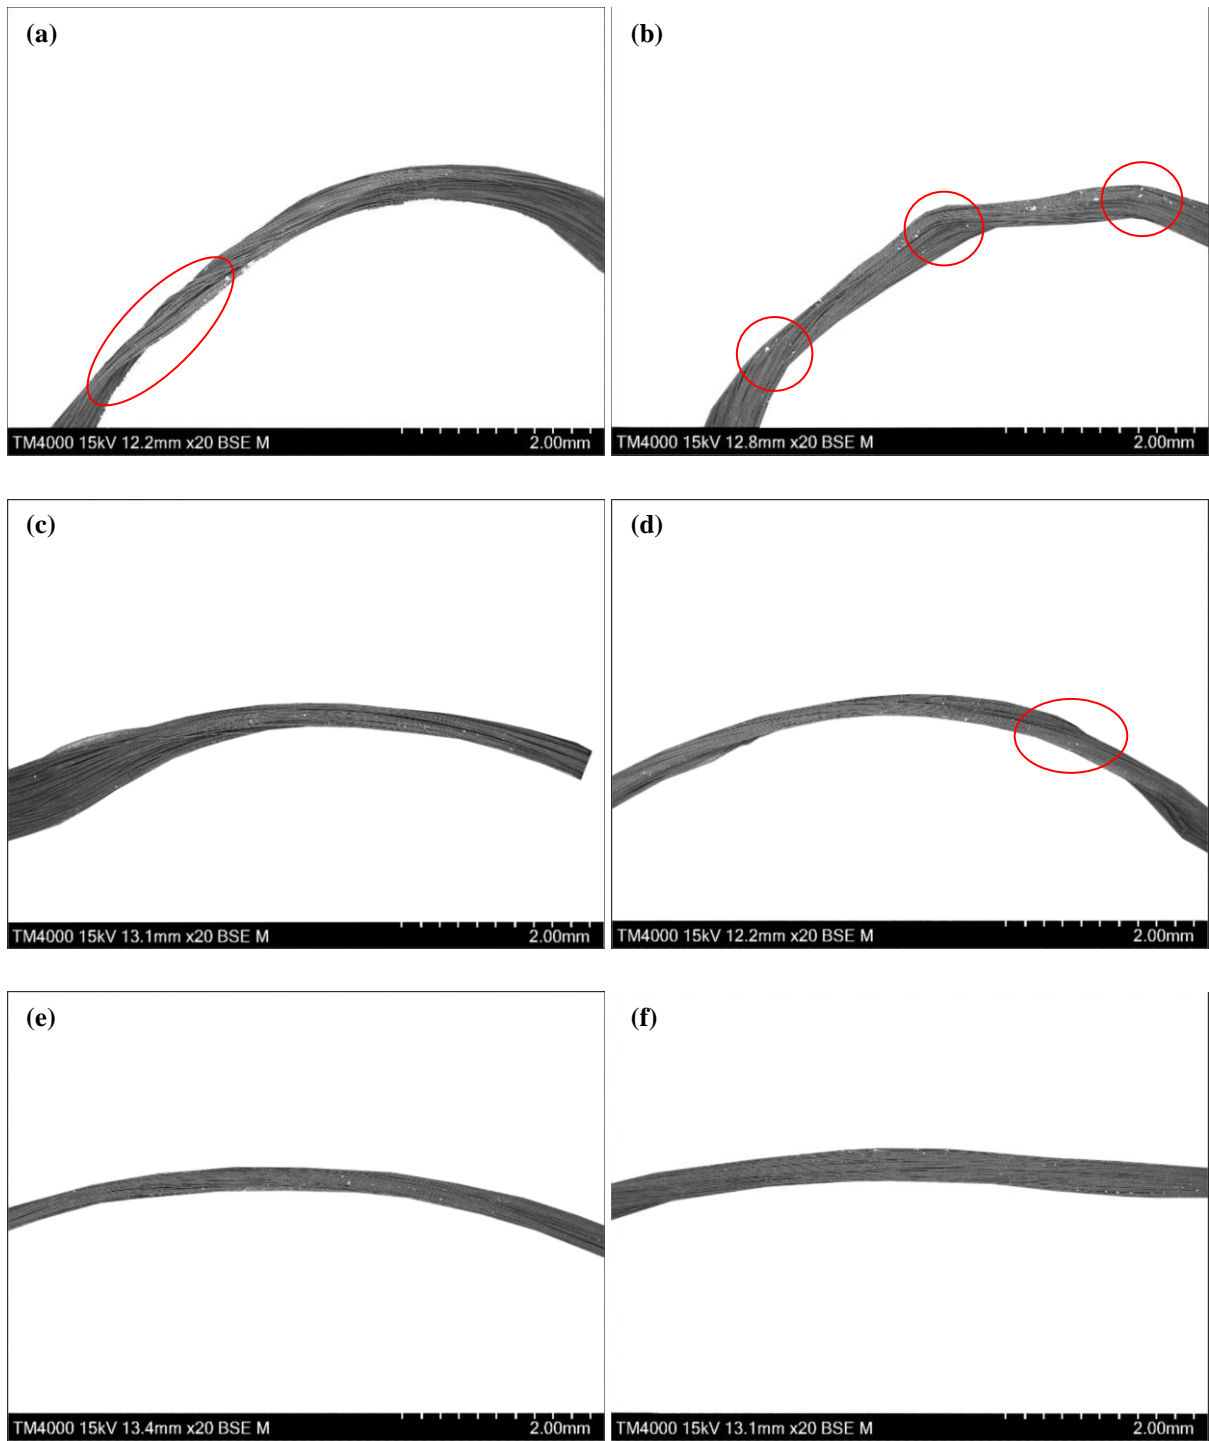 (a)
(b)
TM4000 15kV 12.2mm x20 BSE M 2.00mm
TM4000 15kV 12.8mm x20 BSE M 2.00mm
(c)
(d)
TM4000 15kV 13.1mm x20 BSE M 2.00mm
TM4000 15kV 12.2mm x20 BSE M 2.00mm
(e)
(f)
TM4000 15kV 13.4mm x20 BSE M 2.00mm
TM4000 15kV 13.1mm x20 BSE M 2.00mm